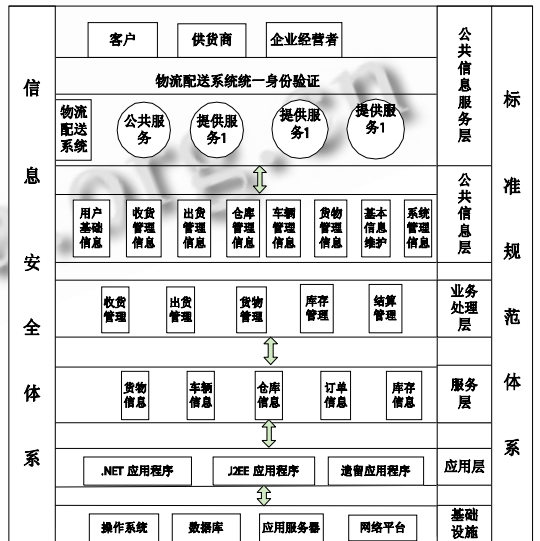 信息安全体系
客户 供货商 企业经营者
物流配送系统统一身份验证
物流配送系统 公共服务 提供服务1 提供服务1 提供服务1
公共信息服务层
用户基础信息 收货管理信息 出货管理信息 仓库管理信息 车辆管理信息 货物管理信息 基本信息维护 系统管理信息
公共信息层
收货管理 出货管理 货物管理 库存管理 结算管理
业务处理层
货物信息 车辆信息 仓库信息 订单信息 库存信息
服务层
.NET 应用程序 J2EE 应用程序 遗留应用程序
应用层
操作系统 数据库 应用服务器 网络平台
基础设施
标准规范体系